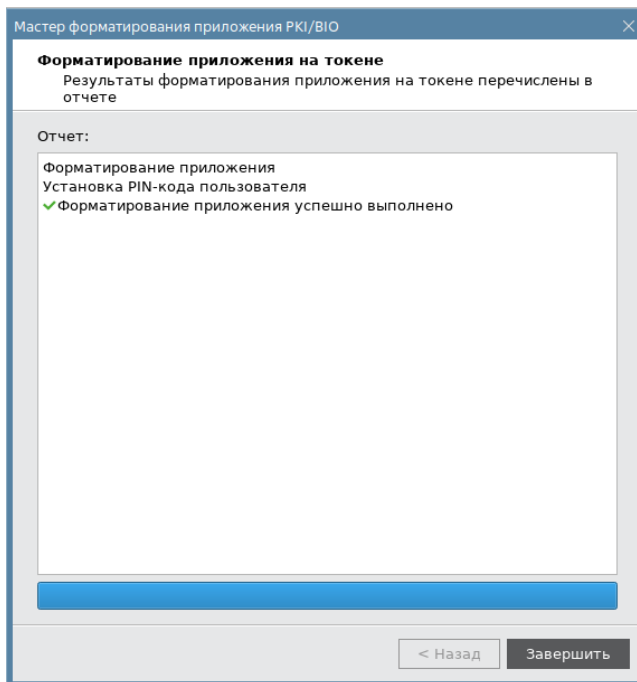 Мастер форматирования приложения PKI/BIO
Форматирование приложения на токене
Результаты форматирования приложения на токене перечислены в
отчете
Отчет:
Форматирование приложения
Установка PIN-кода пользователя
Форматирование приложения успешно выполнено
< Назад
Завершить